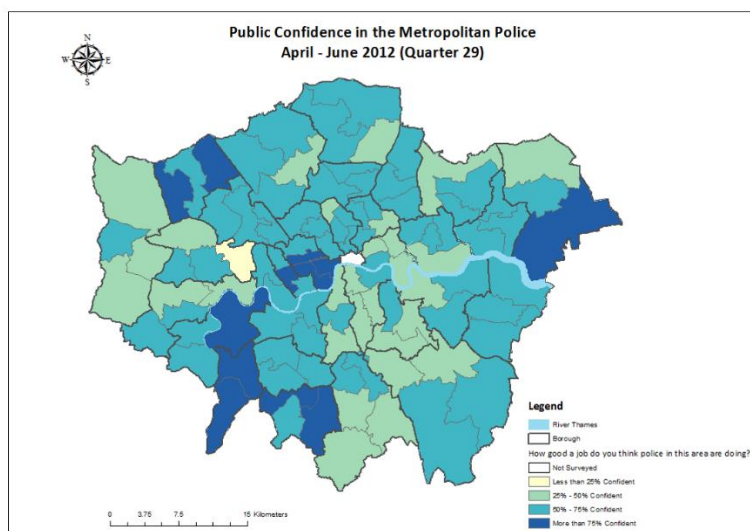 Public Confidence in the Metropolitan Police
April - June 2012 (Quarter 29)
N
W E
S
Legend
River Thames
Borough
How good a job do you think police in this area are doing?
Not Surveyed
Less than 25% Confident
25% - 50% Confident
50% - 75% Confident
More than 75% Confident
0 3.75 7.5 15 Kilometers